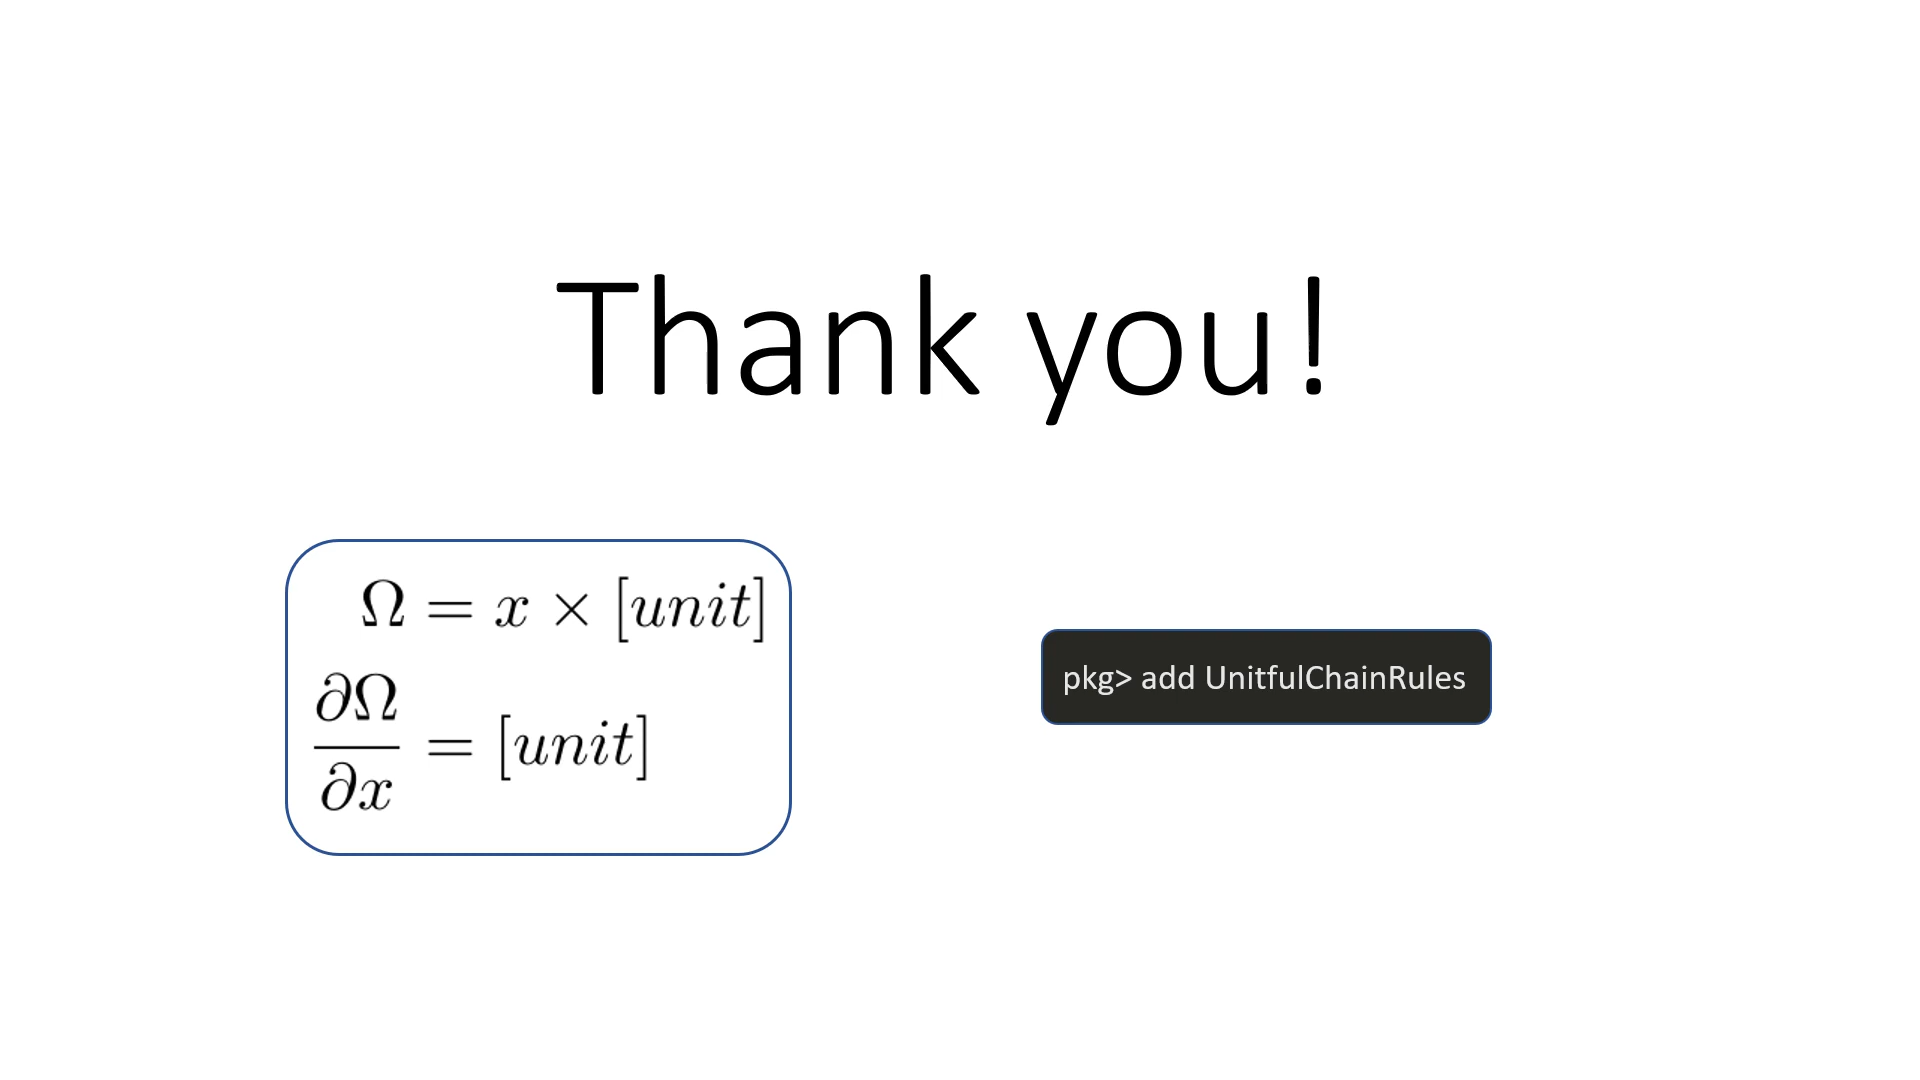 Thank you!
Ω = x × [unit]
∂Ω/∂x = [unit]
pkg> add UnitfulChainRules